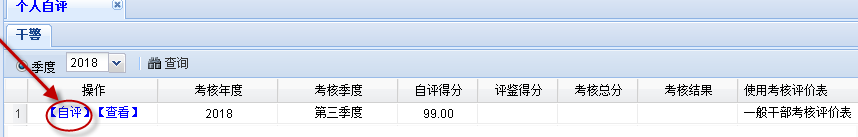 个人自评
干警
季度 2018 查询
操作 考核年度 考核季度 自评得分 评鉴得分 考核总分 考核结果 使用考核评价表
1 【自评】【查看】 2018 第三季度 99.00 一般干部考核评价表